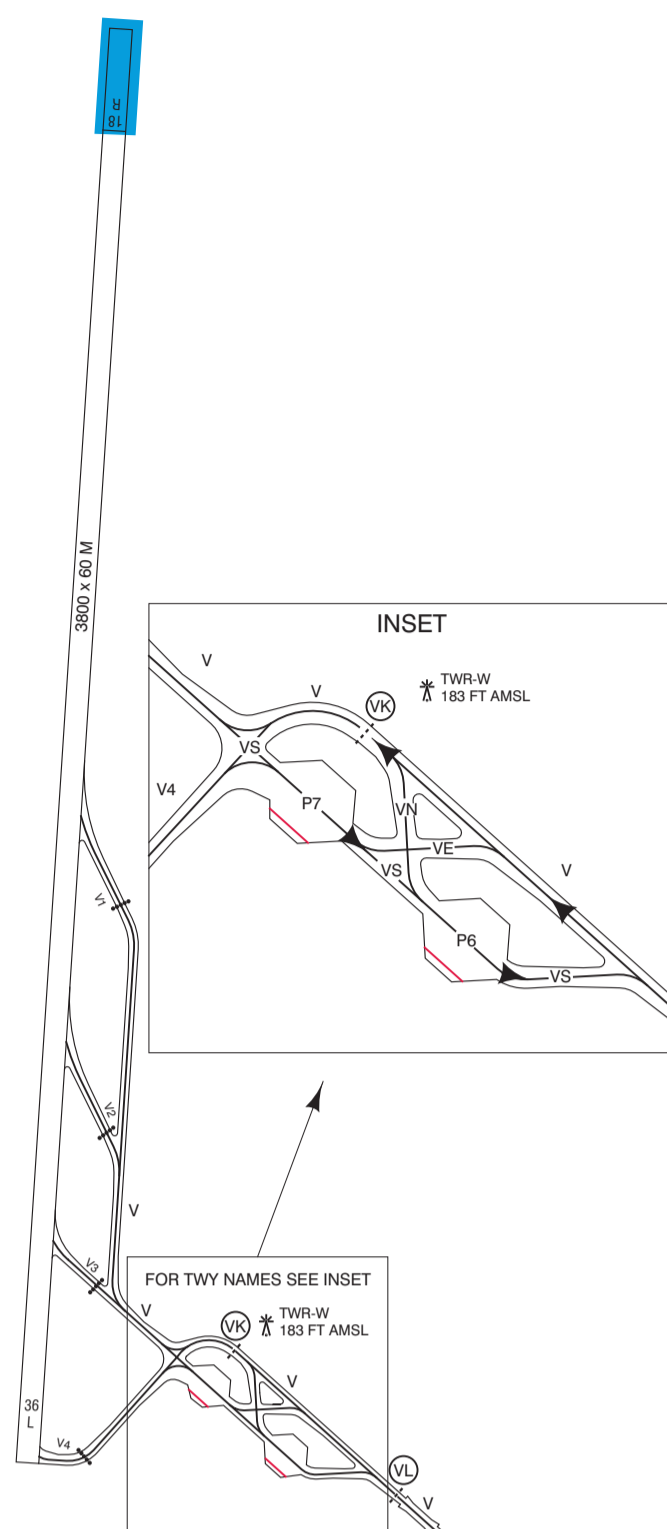 18
R
3800 x 60 M
INSET
V
V
VK
TWR-W
183 FT AMSL
VS
V4
P7
VN
VE
VS
V
P6
VS
V1
V2
V
V3
V
FOR TWY NAMES SEE INSET
VK
TWR-W
183 FT AMSL
V
36
L
V4
VL
V